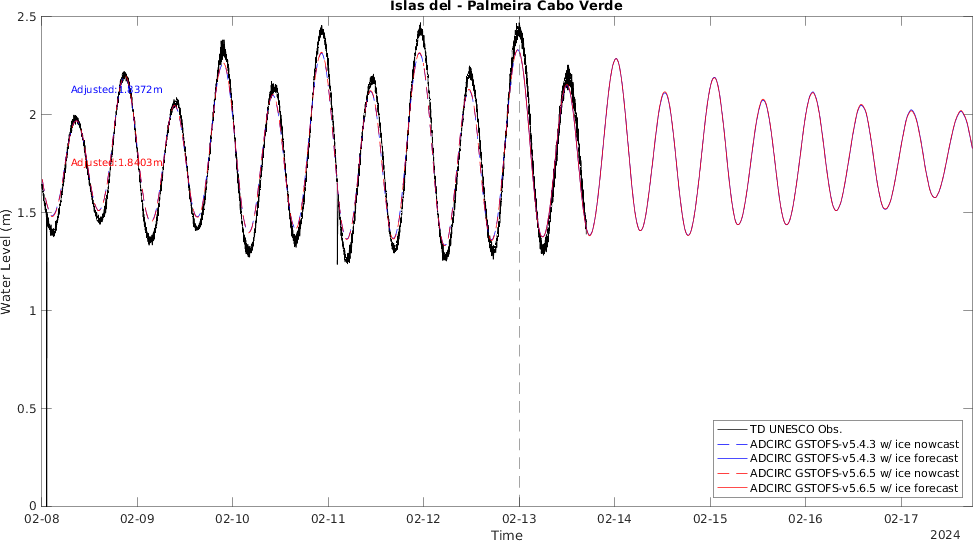 Islas del - Palmeira Cabo Verde
2.5
2
1.5
1
0.5
0
Water Level (m)
Adjusted:1.8372m
Adjusted:1.8403m
TD UNESCO Obs.
ADCIRC GSTOFS-v5.4.3 w/ ice nowcast
ADCIRC GSTOFS-v5.4.3 w/ ice forecast
ADCIRC GSTOFS-v5.6.5 w/ ice nowcast
ADCIRC GSTOFS-v5.6.5 w/ ice forecast
02-08 02-09 02-10 02-11 02-12 02-13 02-14 02-15 02-16 02-17
Time
2024